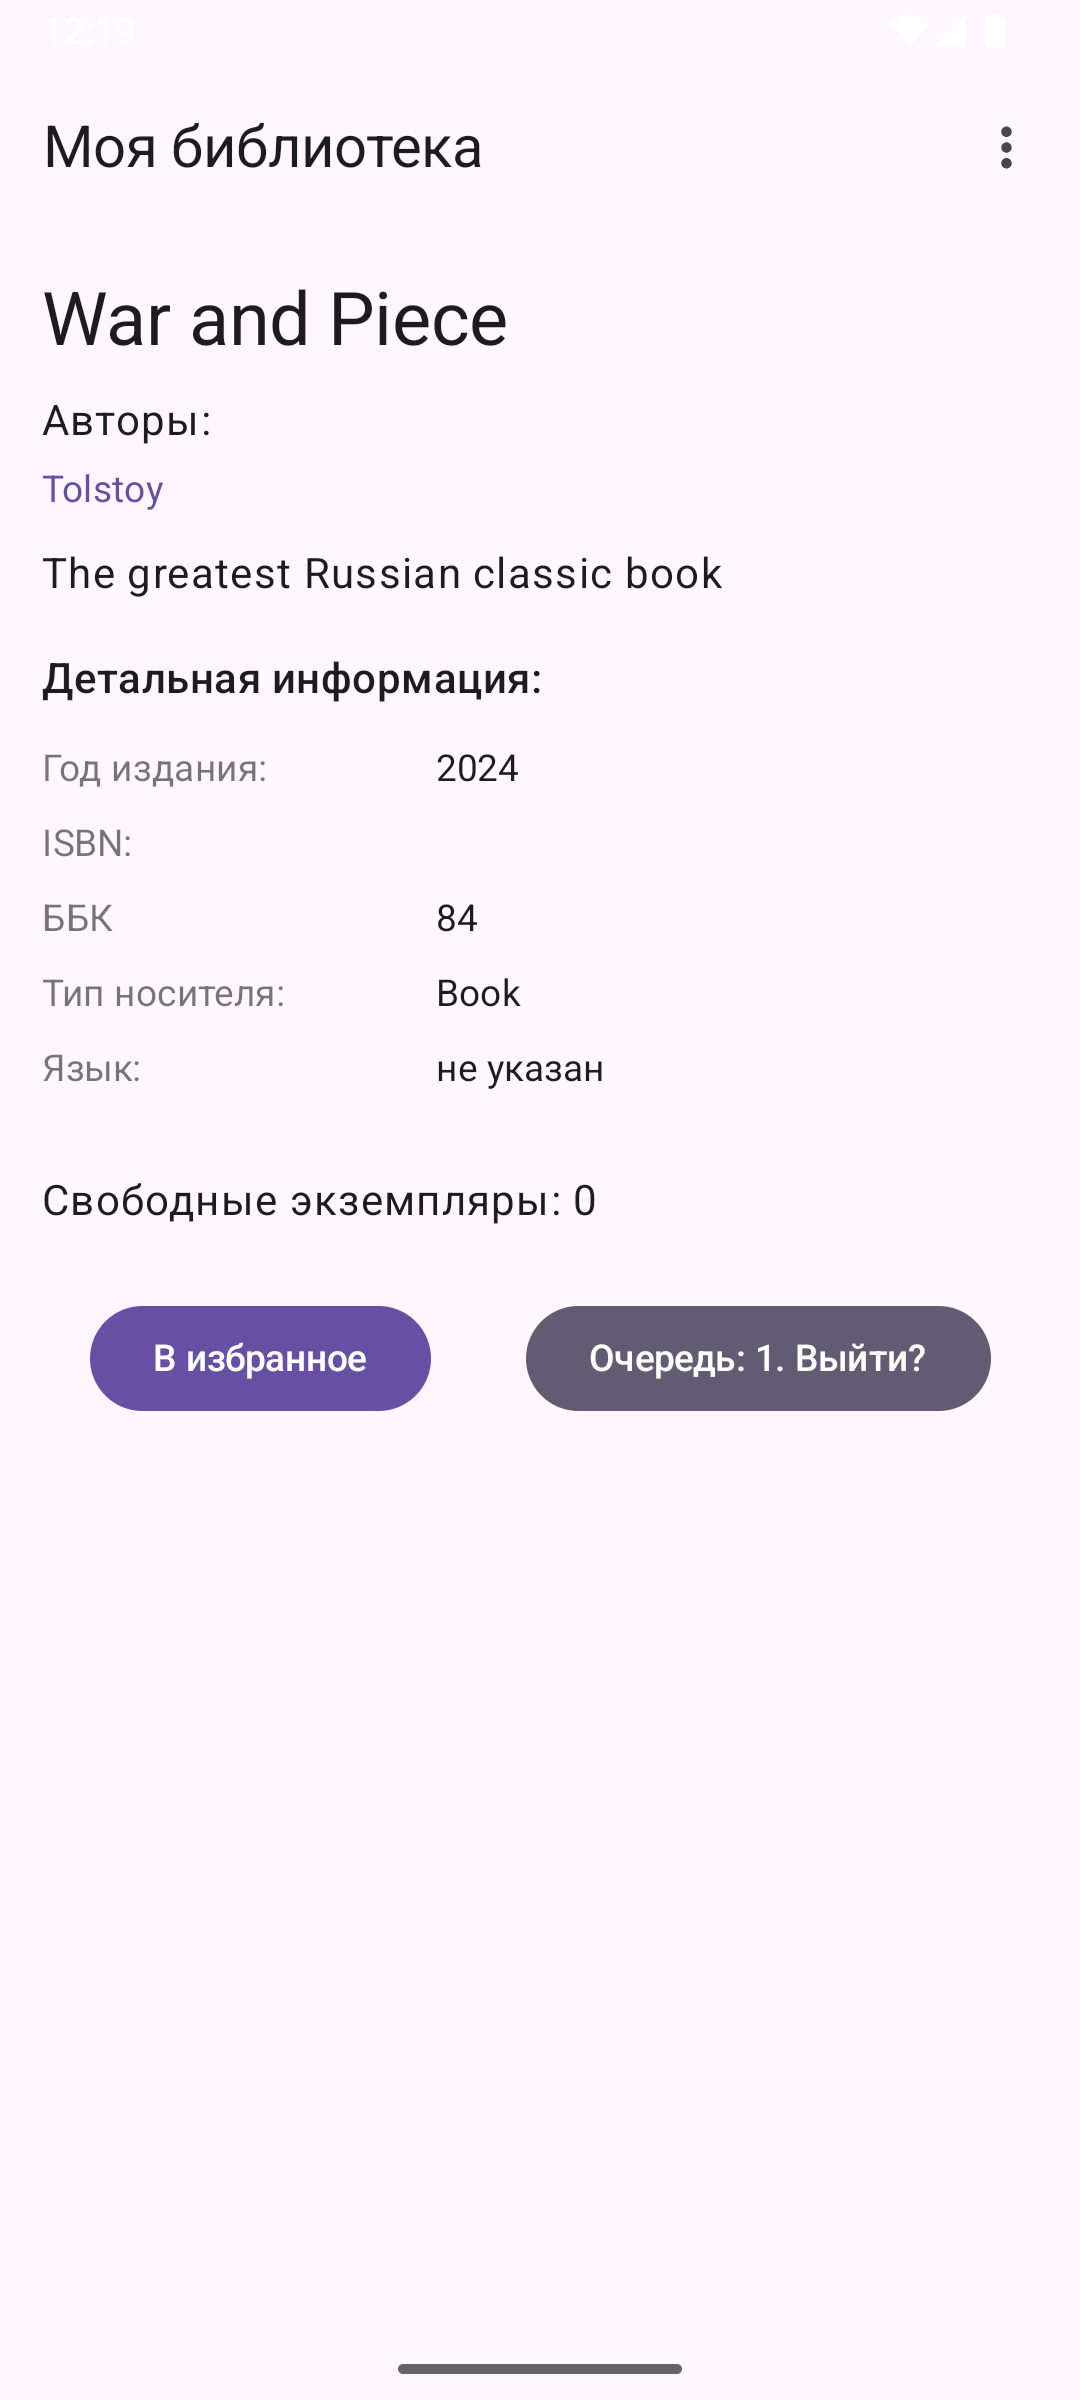 12:19
Моя библиотека
War and Piece
Авторы:
Tolstoy
The greatest Russian classic book
Детальная информация:
Год издания: 2024
ISBN:
ББК 84
Тип носителя: Book
Язык: не указан
Свободные экземпляры: 0
В избранное Очередь: 1. Выйти?